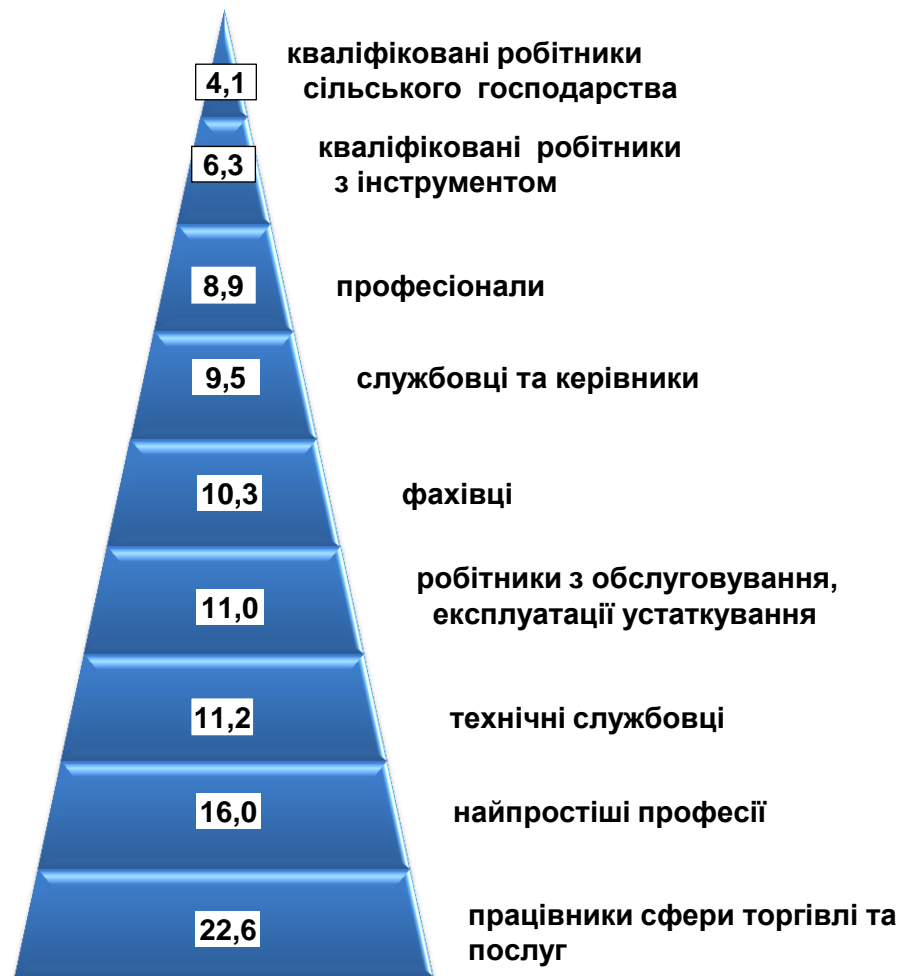 кваліфіковані робітники
4,1
сільського господарства
кваліфіковані робітники
6,3
з інструментом
8,9 професіонали
9,5 службовці та керівники
10,3 фахівці
робітники з обслуговування,
11,0
експлуатації устаткування
11,2 технічні службовці
16,0 найпростіші професії
працівники сфери торгівлі та
22,6
послуг